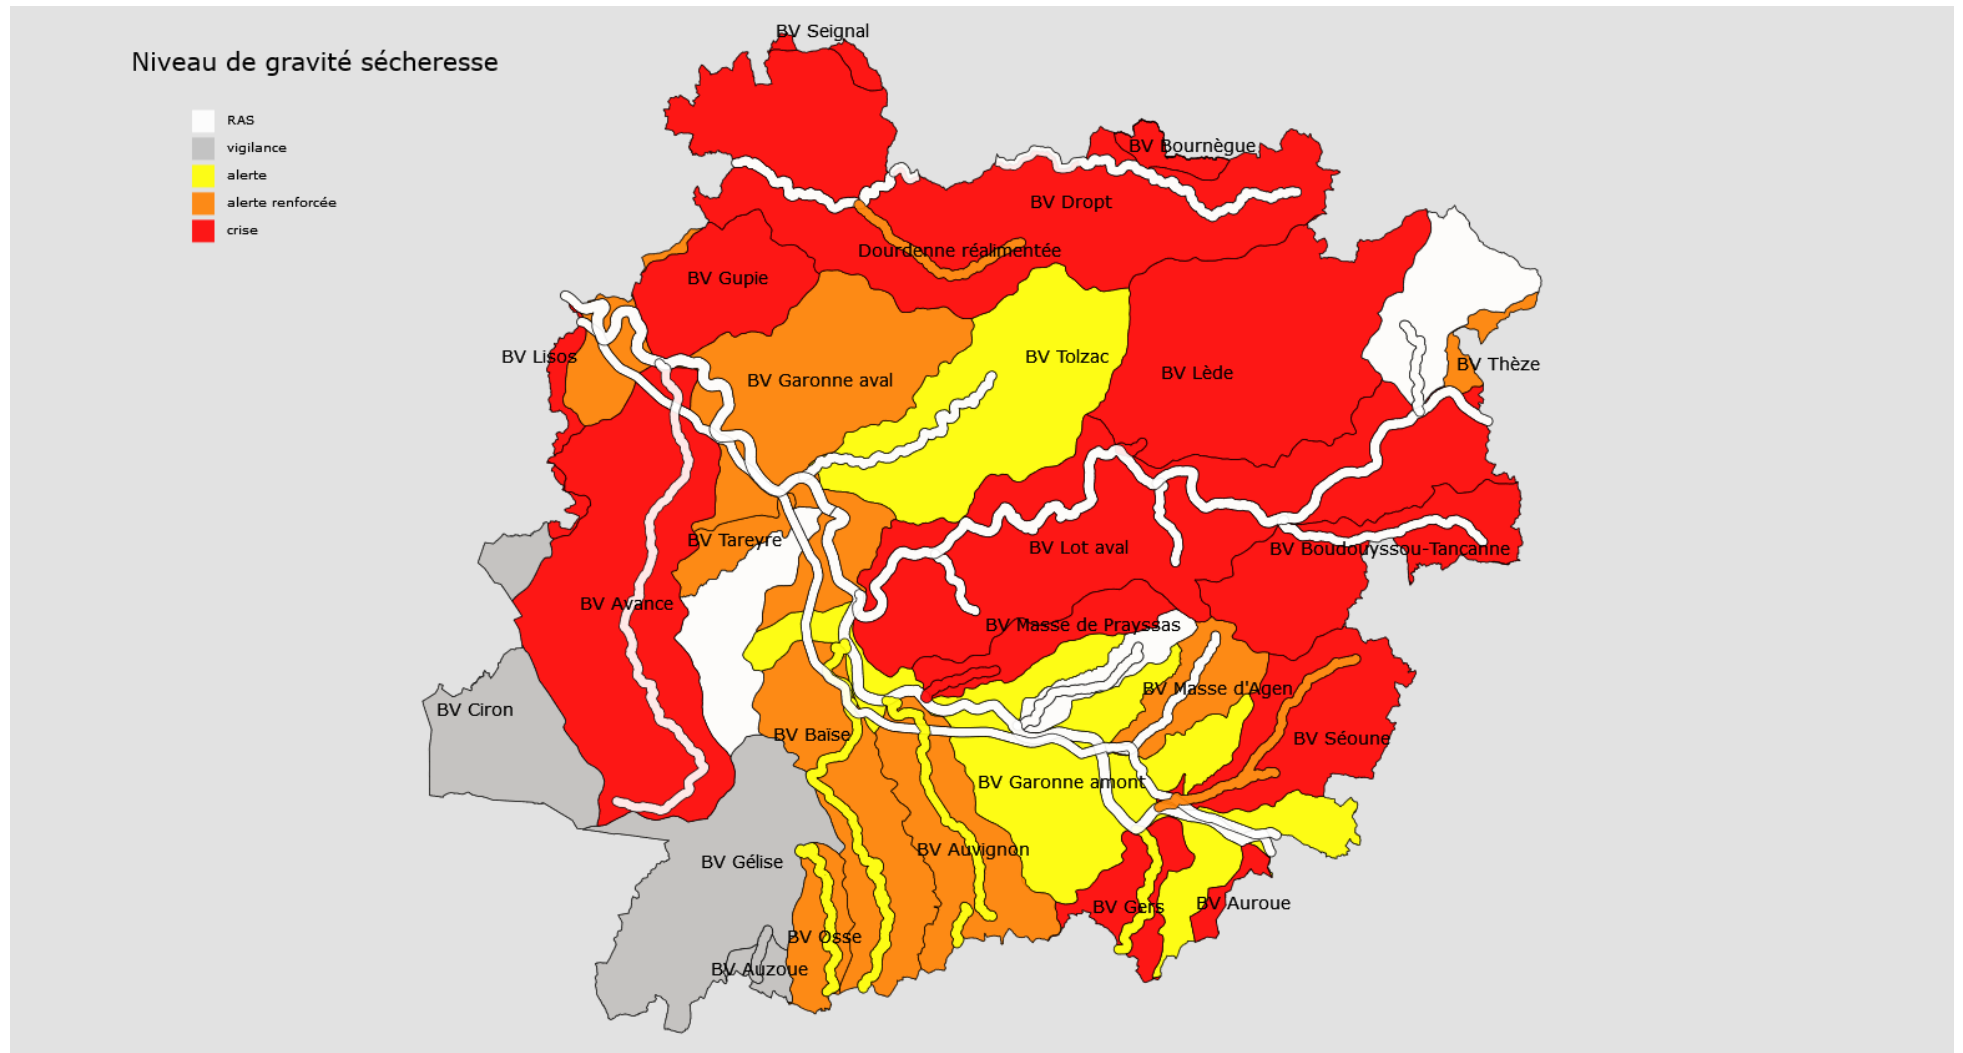 BV Seignal
Niveau de gravité sécheresse
RAS
vigilance
alerte
alerte renforcée
crise
BV Bournègue
BV Dropt
Dourdenne réalimentée
BV Gupie
BV Lisos
BV Tolzac
BV Thèze
BV Lède
BV Garonne aval
BV Tareyre
BV Lot aval
BV Boudouyssou-Tancanne
BV Avance
BV Masse de Prayssas
BV Masse d'Agen
BV Ciron
BV Baïse
BV Séoune
BV Garonne amont
BV Auvignon
BV Gélise
BV Gers
BV Auroue
BV Osse
BV Auzoue